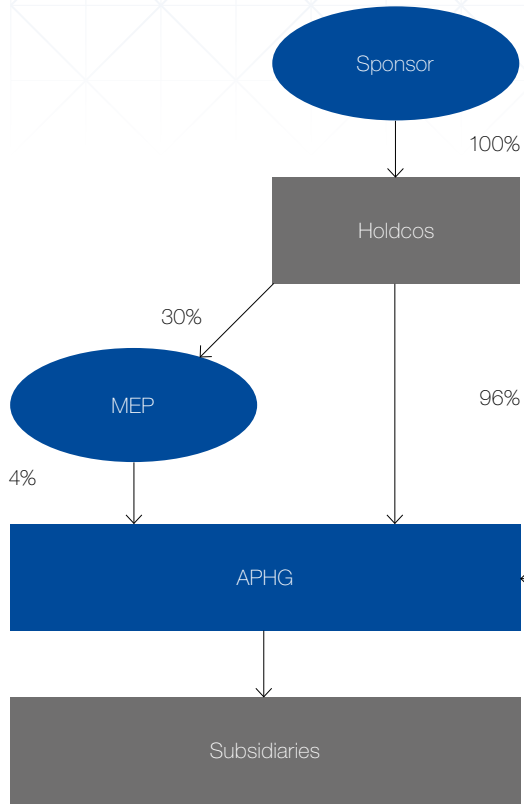 Sponsor
100%
Holdcos
30%
MEP
96%
4%
APHG
Subsidiaries